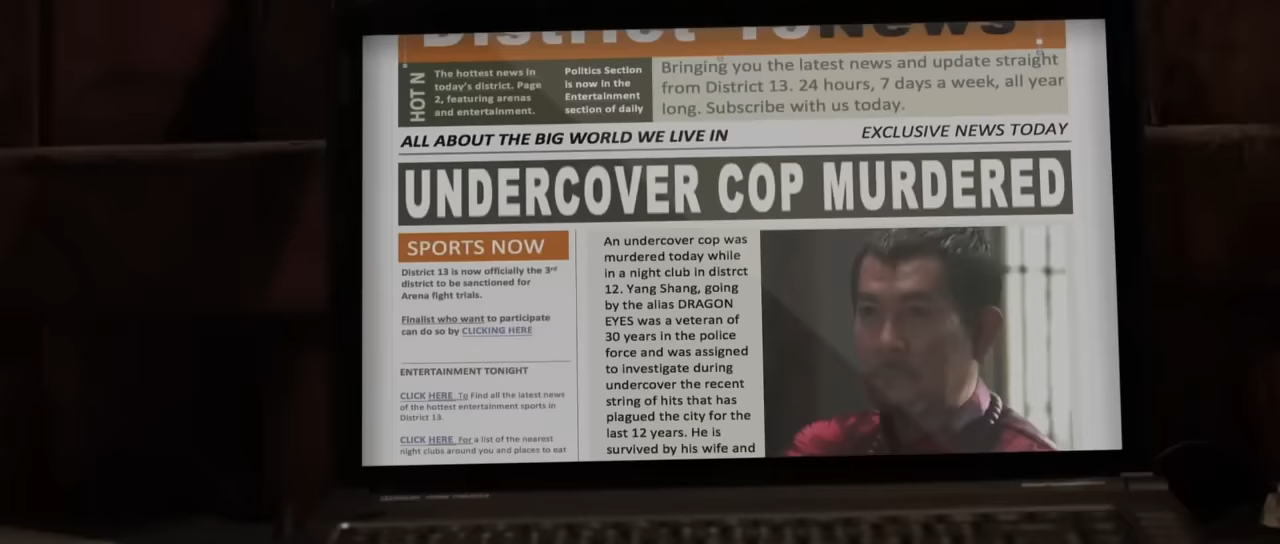 District 13News
HOT N
The hottest news in
today's district. Page
2, featuring arenas
and entertainment.
Politics Section
is now in the
Entertainment
section of daily
Bringing you the latest news and update straight
from District 13. 24 hours, 7 days a week, all year
long. Subscribe with us today.
ALL ABOUT THE BIG WORLD WE LIVE IN
EXCLUSIVE NEWS TODAY
UNDERCOVER COP MURDERED
SPORTS NOW
District 13 is now officially the 3rd
district to be sanctioned for
Arena fight trials.
Finalist who want to participate
can do so by CLICKING HERE
ENTERTAINMENT TONIGHT
CLICK HERE To Find all the latest news
of the hottest entertainment sports in
District 13.
CLICK HERE For a list of the nearest
night clubs around you and places to eat
An undercover cop was
murdered today while
in a night club in distrct
12. Yang Shang, going
by the alias DRAGON
EYES was a veteran of
30 years in the police
force and was assigned
to investigate during
undercover the recent
string of hits that has
plagued the city for the
last 12 years. He is
survived by his wife and